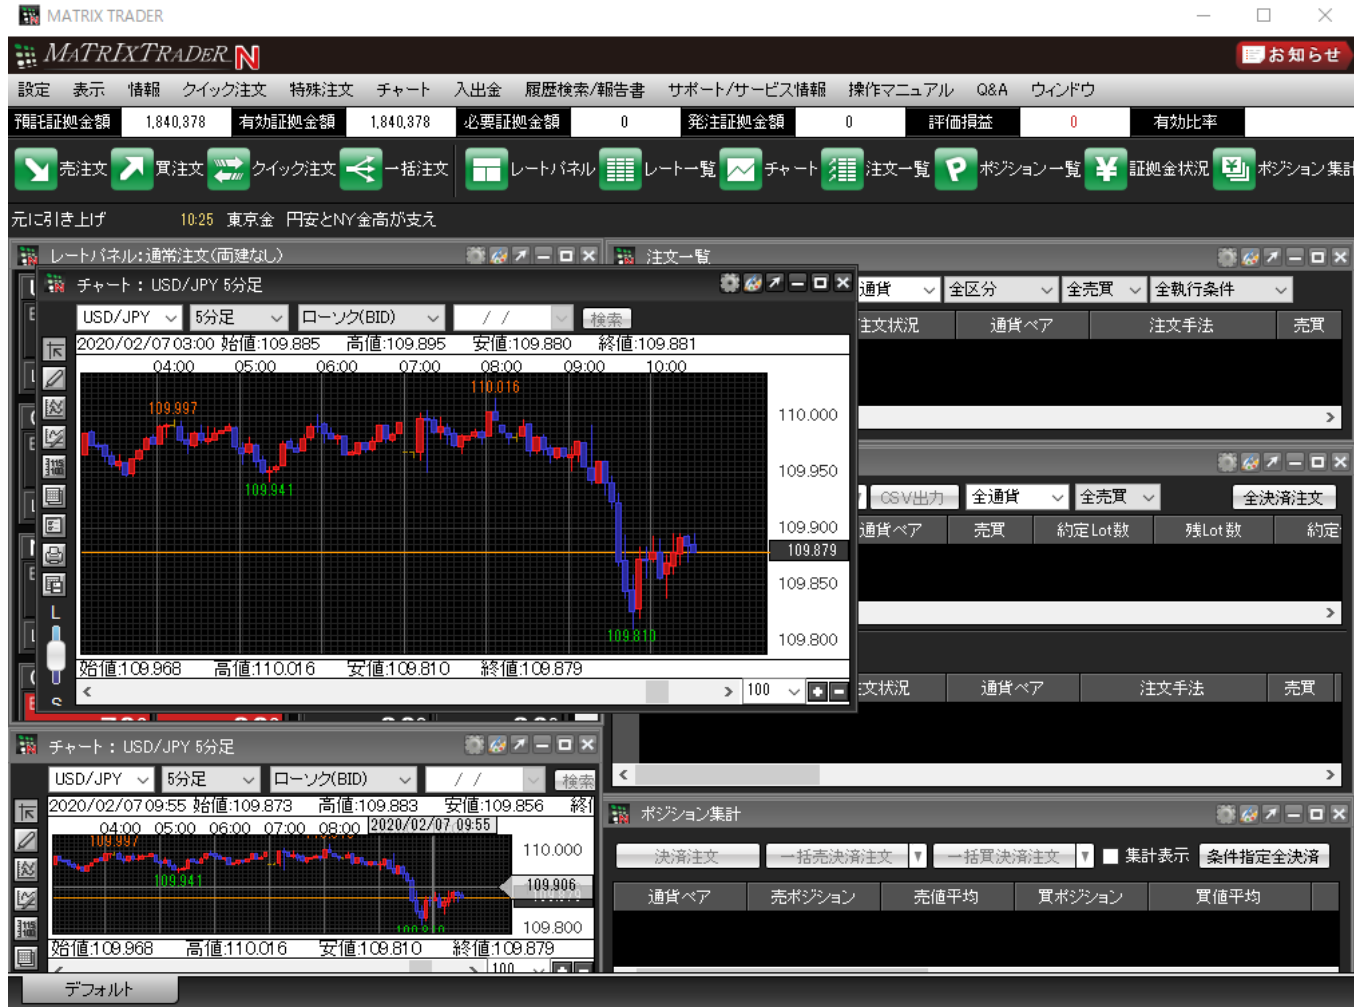 MATRIX TRADER
MATRIXTRADER N
お知らせ
設定 表示 情報 クイック注文 特殊注文 チャート 入出金 履歴検索/報告書 サポート/サービス情報 操作マニュアル Q&A ウィンドウ
預託証拠金額 1,840,378 有効証拠金額 1,840,378 必要証拠金額 0 発注証拠金額 0 評価損益 0 有効比率
売注文 買注文 クイック注文 一括注文 レートパネル レート一覧 チャート 注文一覧 ポジション一覧 証拠金状況 ポジション集計
元に引き上げ 10:25 東京金 円安とNY金高が支え
レートパネル:通常注文(両建なし)
注文一覧
チャート : USD/JPY 5分足
USD/JPY 5分足 ローソク(BID) / / 検索
2020/02/07 03:00 始値:109.885 高値:109.895 安値:109.880 終値:109.881
04:00 05:00 06:00 07:00 08:00 09:00 10:00
110.016
109.997
109.941
109.810
110.000
109.950
109.900
109.879
109.850
109.800
始値:109.968 高値:110.016 安値:109.810 終値:109.879
100
L
S
通貨 全区分 全売買 全執行条件
注文状況 通貨ペア 注文手法 売買
CSV出力 全通貨 全売買 全決済注文
通貨ペア 売買 約定Lot数 残Lot数 約定
注文状況 通貨ペア 注文手法 売買
チャート : USD/JPY 5分足
USD/JPY 5分足 ローソク(BID) / / 検索
2020/02/07 09:55 始値:109.873 高値:109.883 安値:109.856 終
04:00 05:00 06:00 07:00 08:00 2020/02/07 09:55
109.997
109.941
110.000
109.906
109.800
始値:109.968 高値:110.016 安値:109.810 終値:109.879
100
ポジション集計
決済注文 一括売決済注文 一括買決済注文 集計表示 条件指定全決済
通貨ペア 売ポジション 売値平均 買ポジション 買値平均
デフォルト